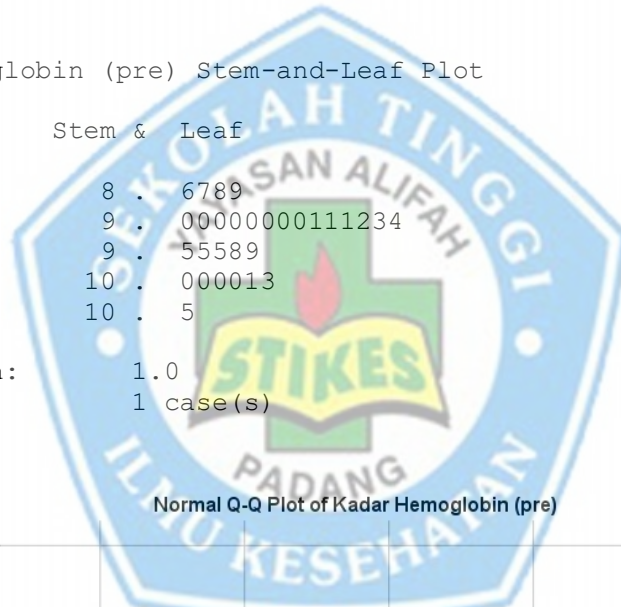 globin (pre) Stem-and-Leaf Plot
Stem & Leaf
8 . 6789
9 . 00000000111234
9 . 55589
10 . 000013
10 . 5
1.0
1 case(s)
SEKOLAH TINGGI
YAYASAN ALIFAH
STIKES
PADANG
ILMU KESEHATAN
Normal Q-Q Plot of Kadar Hemoglobin (pre)